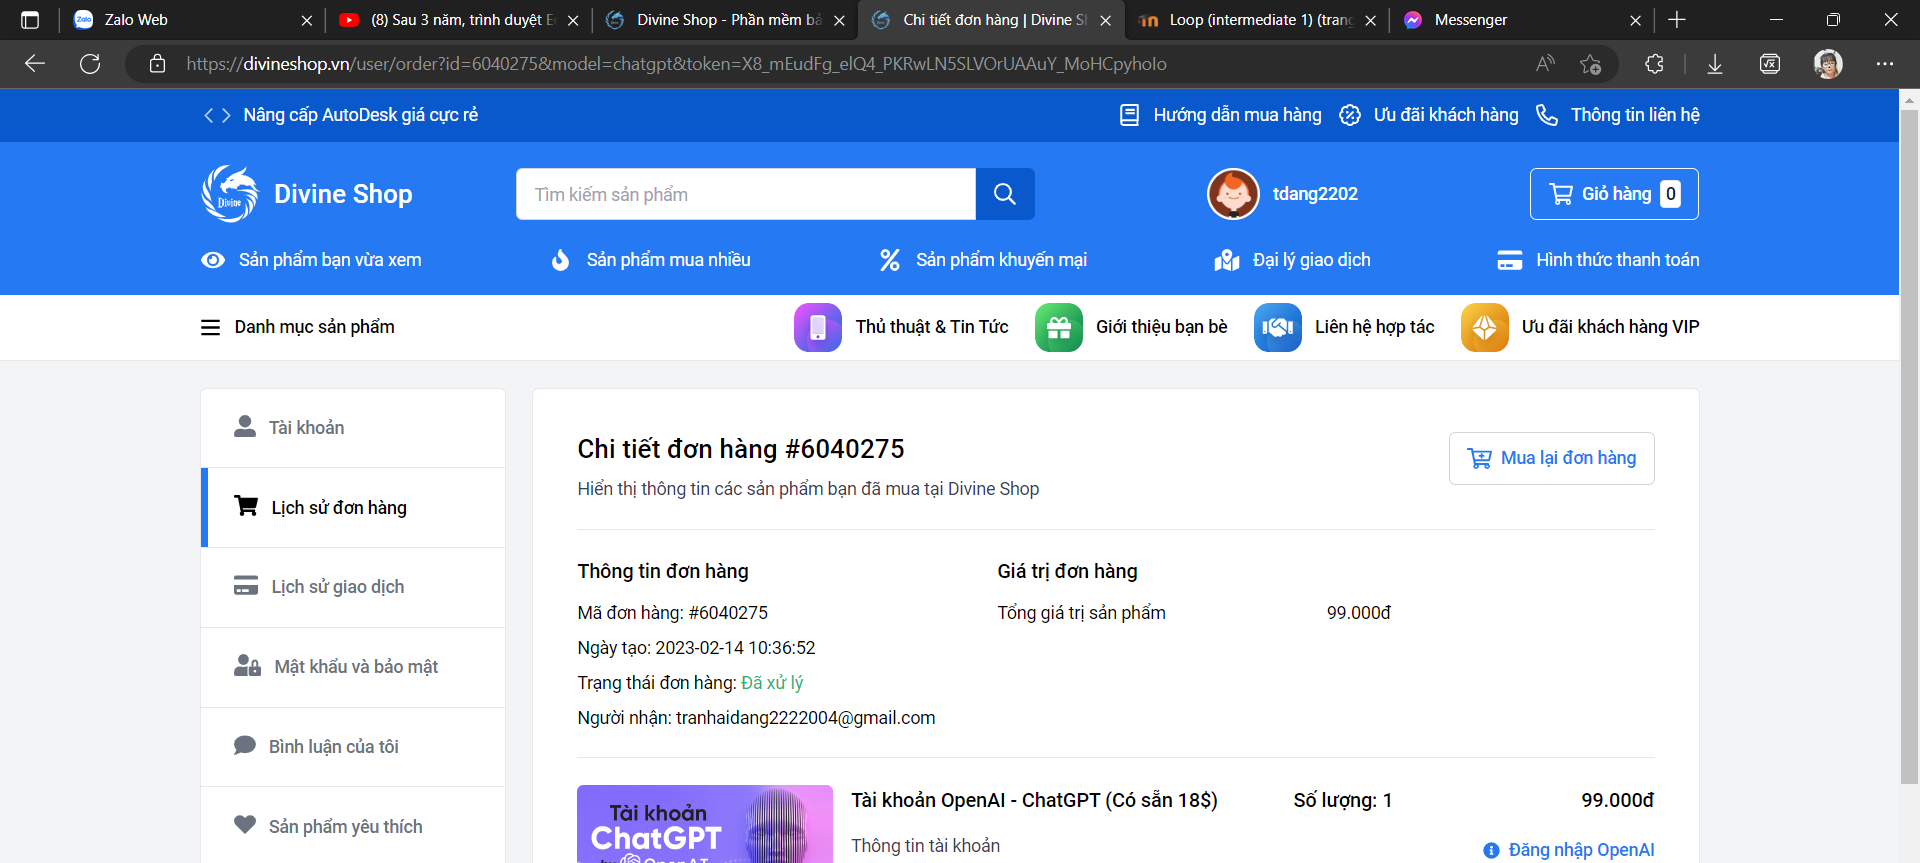 Zalo Web
(8) Sau 3 năm, trình duyệt E
Divine Shop - Phần mềm bả
Chi tiết đơn hàng | Divine Sh
Loop (intermediate 1) (trang
Messenger
https://divineshop.vn/user/order?id=6040275&model=chatgpt&token=X8_mEudFg_elQ4_PKRwLN5SLVOrUAAuY_MoHCpyholo
Nâng cấp AutoDesk giá cực rẻ
Hướng dẫn mua hàng
Ưu đãi khách hàng
Thông tin liên hệ
Divine
Divine Shop
Tìm kiếm sản phẩm
tdang2202
Giỏ hàng 0
Sản phẩm bạn vừa xem
Sản phẩm mua nhiều
Sản phẩm khuyến mại
Đại lý giao dịch
Hình thức thanh toán
Danh mục sản phẩm
Thủ thuật & Tin Tức
Giới thiệu bạn bè
Liên hệ hợp tác
Ưu đãi khách hàng VIP
Tài khoản
Lịch sử đơn hàng
Lịch sử giao dịch
Mật khẩu và bảo mật
Bình luận của tôi
Sản phẩm yêu thích
Chi tiết đơn hàng #6040275
Mua lại đơn hàng
Hiển thị thông tin các sản phẩm bạn đã mua tại Divine Shop
Thông tin đơn hàng
Mã đơn hàng: #6040275
Ngày tạo: 2023-02-14 10:36:52
Trạng thái đơn hàng: Đã xử lý
Người nhận: tranhaidang2222004@gmail.com
Giá trị đơn hàng
Tổng giá trị sản phẩm 99.000đ
Tài khoản
ChatGPT
by OpenAI
Tài khoản OpenAI - ChatGPT (Có sẵn 18$)
Số lượng: 1
99.000đ
Thông tin tài khoản
Đăng nhập OpenAI